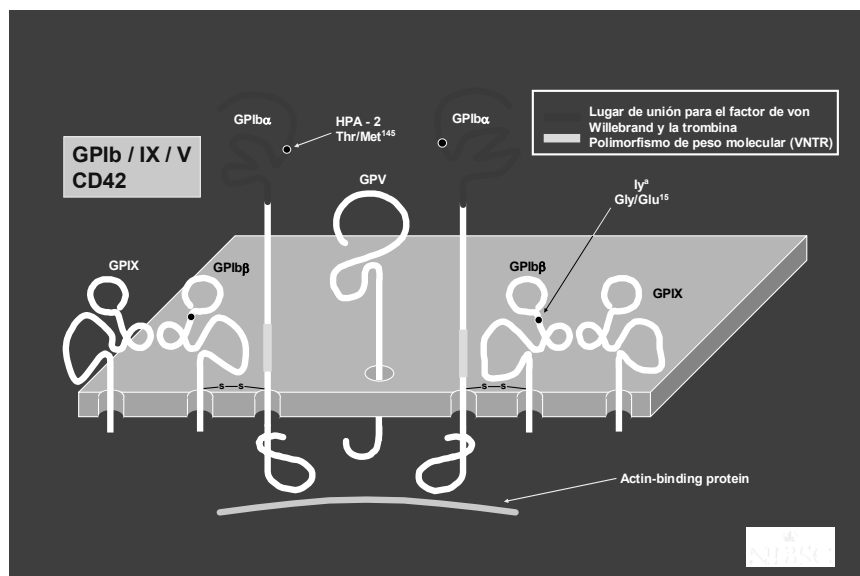 GPIbα
HPA - 2
Thr/Met145
GPIbα
Lugar de unión para el factor de von
Willebrand y la trombina
Polimorfismo de peso molecular (VNTR)
GPIb / IX / V
CD42
GPV
Iya
Gly/Glu15
GPIX
GPIbβ
GPIbβ
GPIX
s—s
s—s
Actin-binding protein
NIBSC